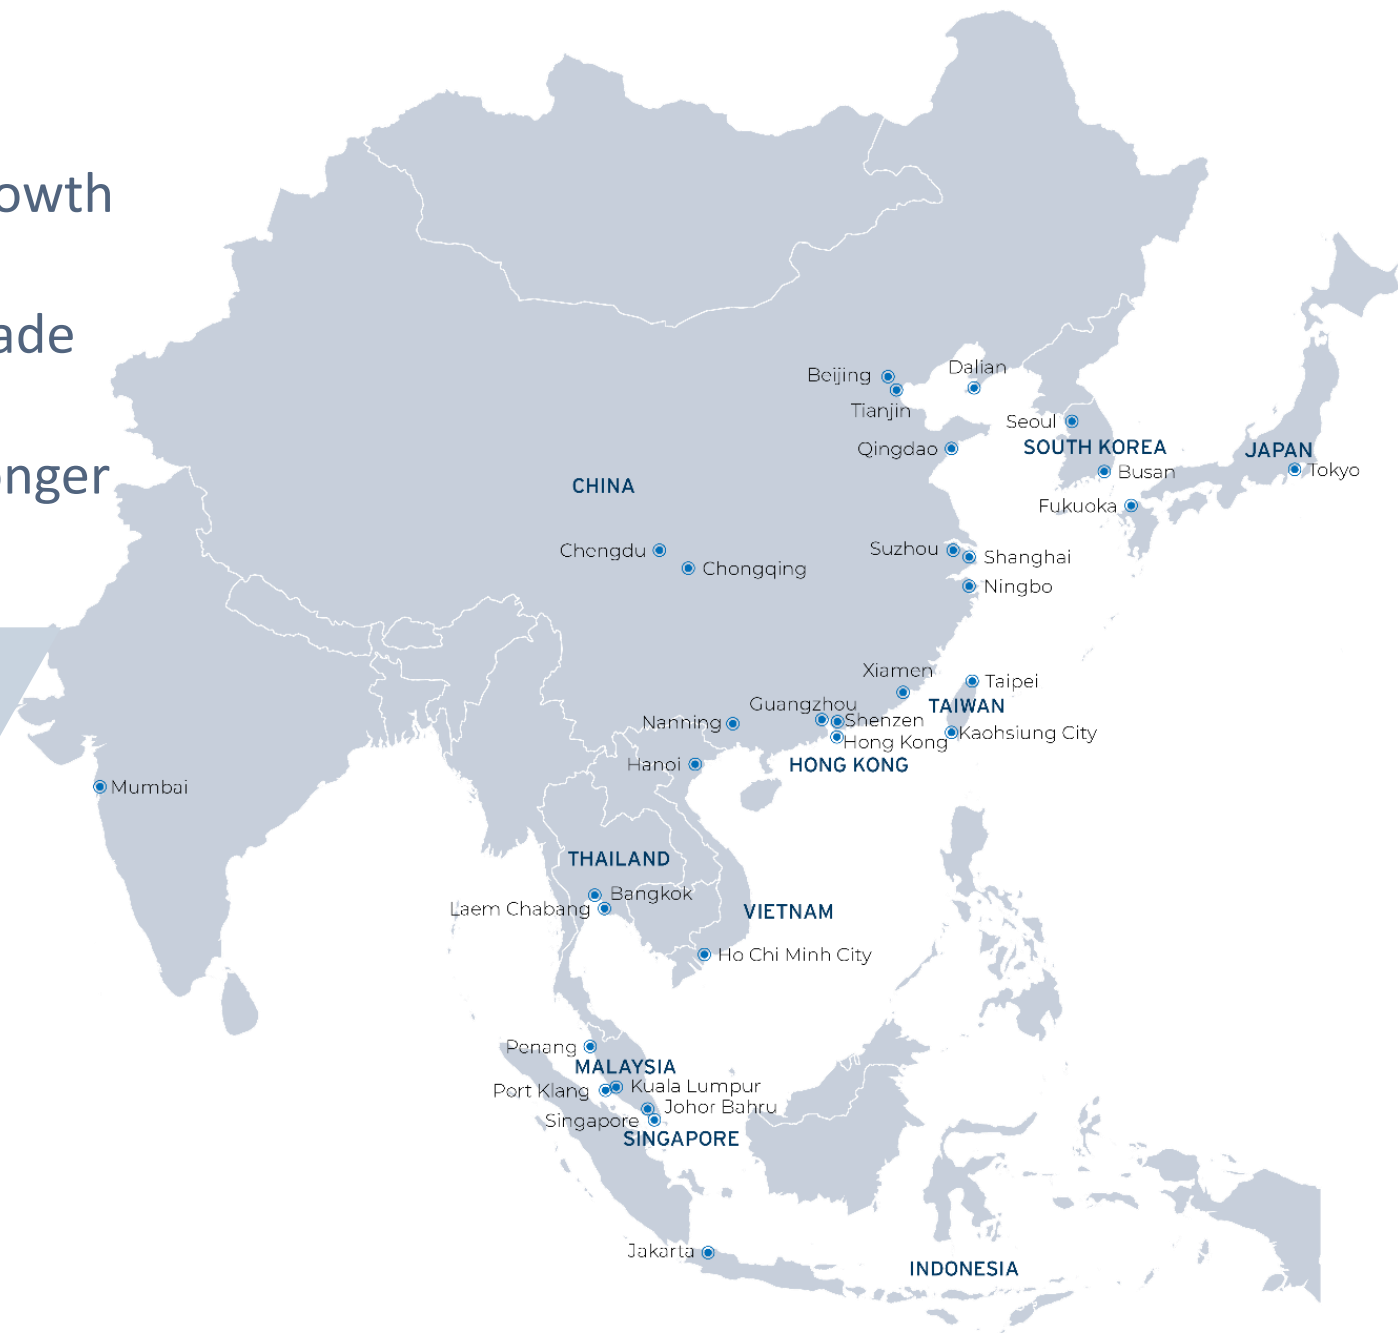 owth
ade
onger
Beijing
Dalian
Tianjin
Seoul
Qingdao
SOUTH KOREA
JAPAN
Busan
Tokyo
CHINA
Fukuoka
Chengdu
Chongqing
Suzhou
Shanghai
Ningbo
Xiamen
Taipei
Guangzhou
TAIWAN
Nanning
Shenzen
Kaohsiung City
Hong Kong
Hanoi
HONG KONG
Mumbai
THAILAND
Bangkok
Laem Chabang
VIETNAM
Ho Chi Minh City
Penang
MALAYSIA
Port Klang
Kuala Lumpur
Johor Bahru
Singapore
SINGAPORE
Jakarta
INDONESIA